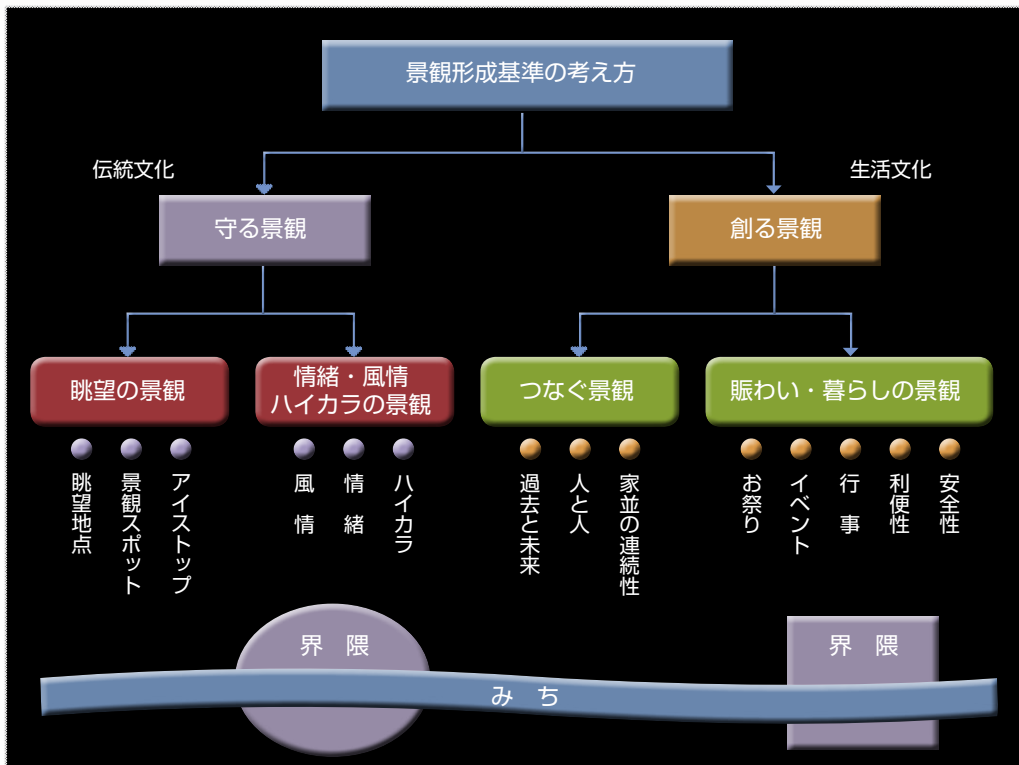 景観形成基準の考え方
伝統文化
生活文化
守る景観
創る景観
眺望の景観
情緒・風情
ハイカラの景観
つなぐ景観
賑わい・暮らしの景観
眺望地点
景観スポット
アイストップ
風　情
情　緒
ハイカラ
過去と未来
人と人
家並の連続性
お祭り
イベント
行　事
利便性
安全性
界　隈
界　隈
み　ち